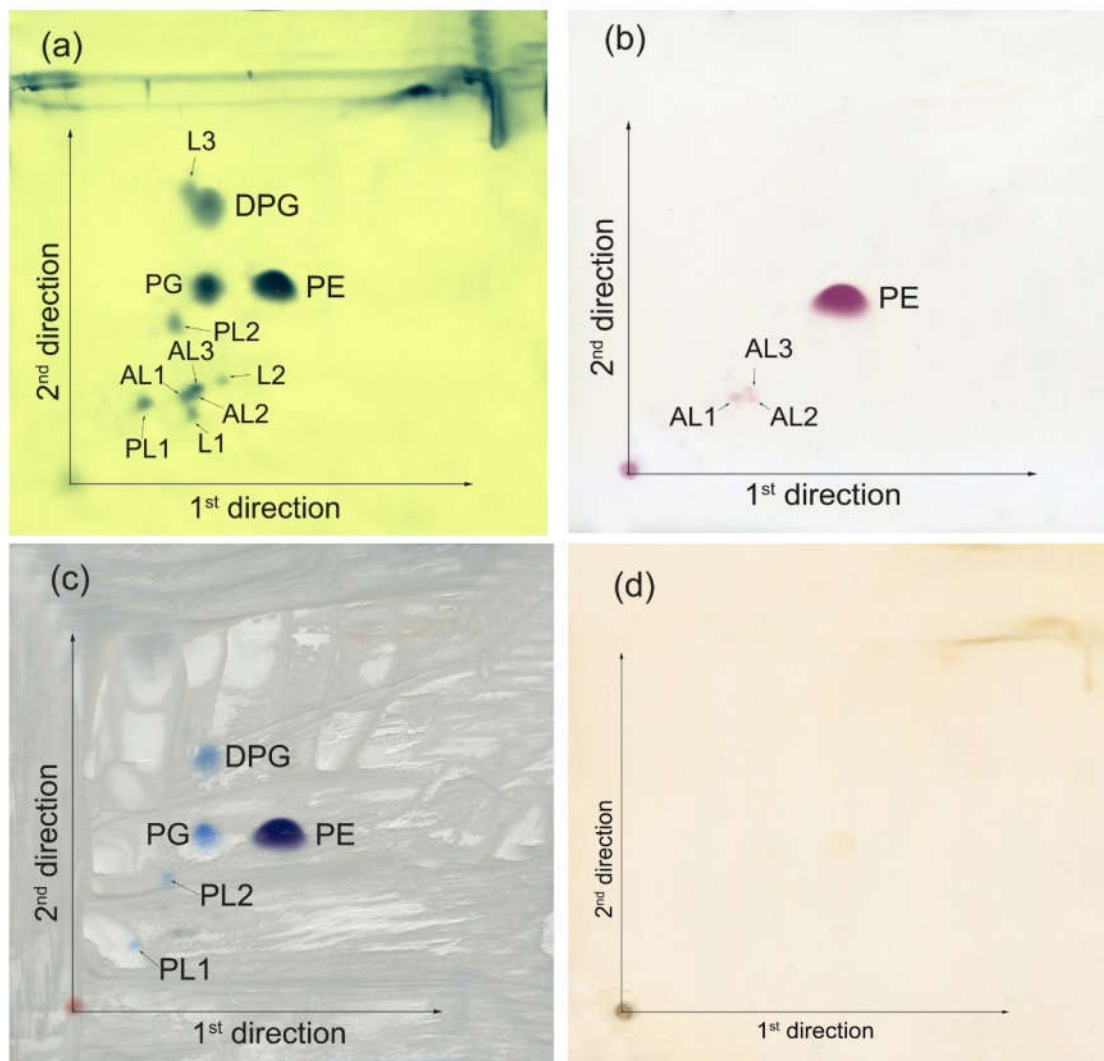 (a)
L3
DPG
PG
PE
PL2
AL3
AL1
L2
AL2
PL1
L1
2nd direction
1st direction
(b)
PE
AL3
AL1
AL2
2nd direction
1st direction
(c)
DPG
PG
PE
PL2
PL1
2nd direction
1st direction
(d)
2nd direction
1st direction